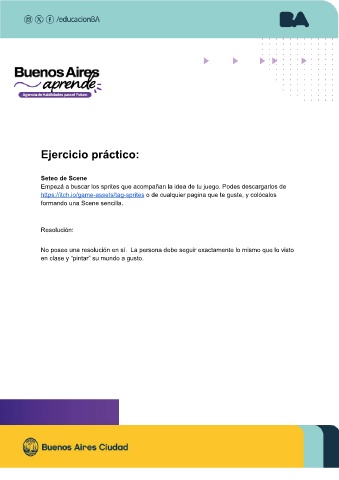 /educacionBA
BA
Buenos Aires
aprende
Agencia de Habilidades para el Futuro
Ejercicio práctico:
Seteo de Scene
Empezá a buscar los sprites que acompañan la idea de tu juego. Podes descargarlos de
https://itch.io/game-assets/tag-sprites o de cualquier pagina que te guste, y colócalos
formando una Scene sencilla.
Resolución:
No posee una resolución en sí. La persona debe seguir exactamente lo mismo que lo visto
en clase y "pintar" su mundo a gusto.
Buenos Aires Ciudad